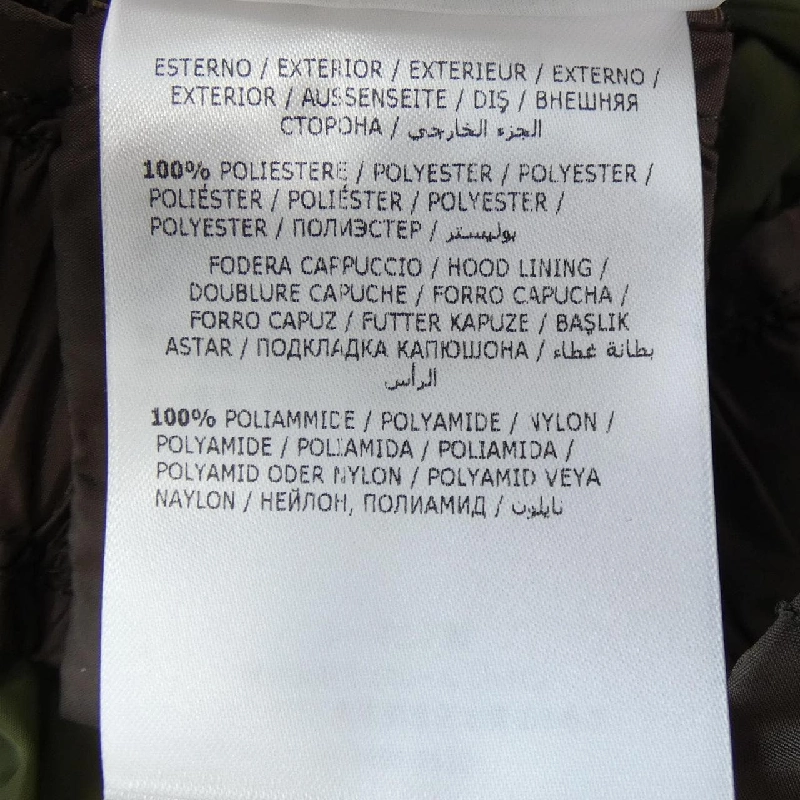 ESTERNO / EXTERIOR / EXTERIEUR / EXTERNO /
EXTERIOR / AUSSENSEITE / DIŞ / ВНЕШНЯЯ
СТОРОНА / الجزء الخارجي
100% POLIESTERE / POLYESTER / POLYESTER /
POLIÉSTER / POLIÉSTER / POLYESTER /
POLYESTER / ПОЛИЭСТЕР / بوليستر
FODERA CAPPUCCIO / HOOD LINING /
DOUBLURE CAPUCHE / FORRO CAPUCHA /
FORRO CAPUZ / FUTTER KAPUZE / BAŞLIK
ASTAR / ПОДКЛАДКА КАПЮШОНА / بطانة غطاء
الرأس
100% POLIAMMIDE / POLYAMIDE / NYLON /
POLYAMIDE / POLIAMIDA / POLIAMIDA /
POLYAMID ODER NYLON / POLYAMID VEYA
NAYLON / НЕЙЛОН, ПОЛИАМИД / نايلون